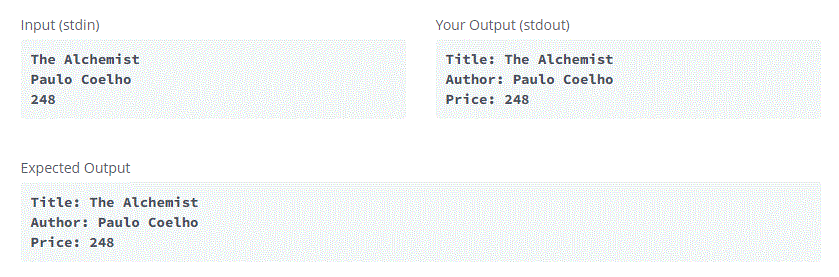 Input (stdin)
The Alchemist
Paulo Coelho
248
Your Output (stdout)
Title: The Alchemist
Author: Paulo Coelho
Price: 248
Expected Output
Title: The Alchemist
Author: Paulo Coelho
Price: 248